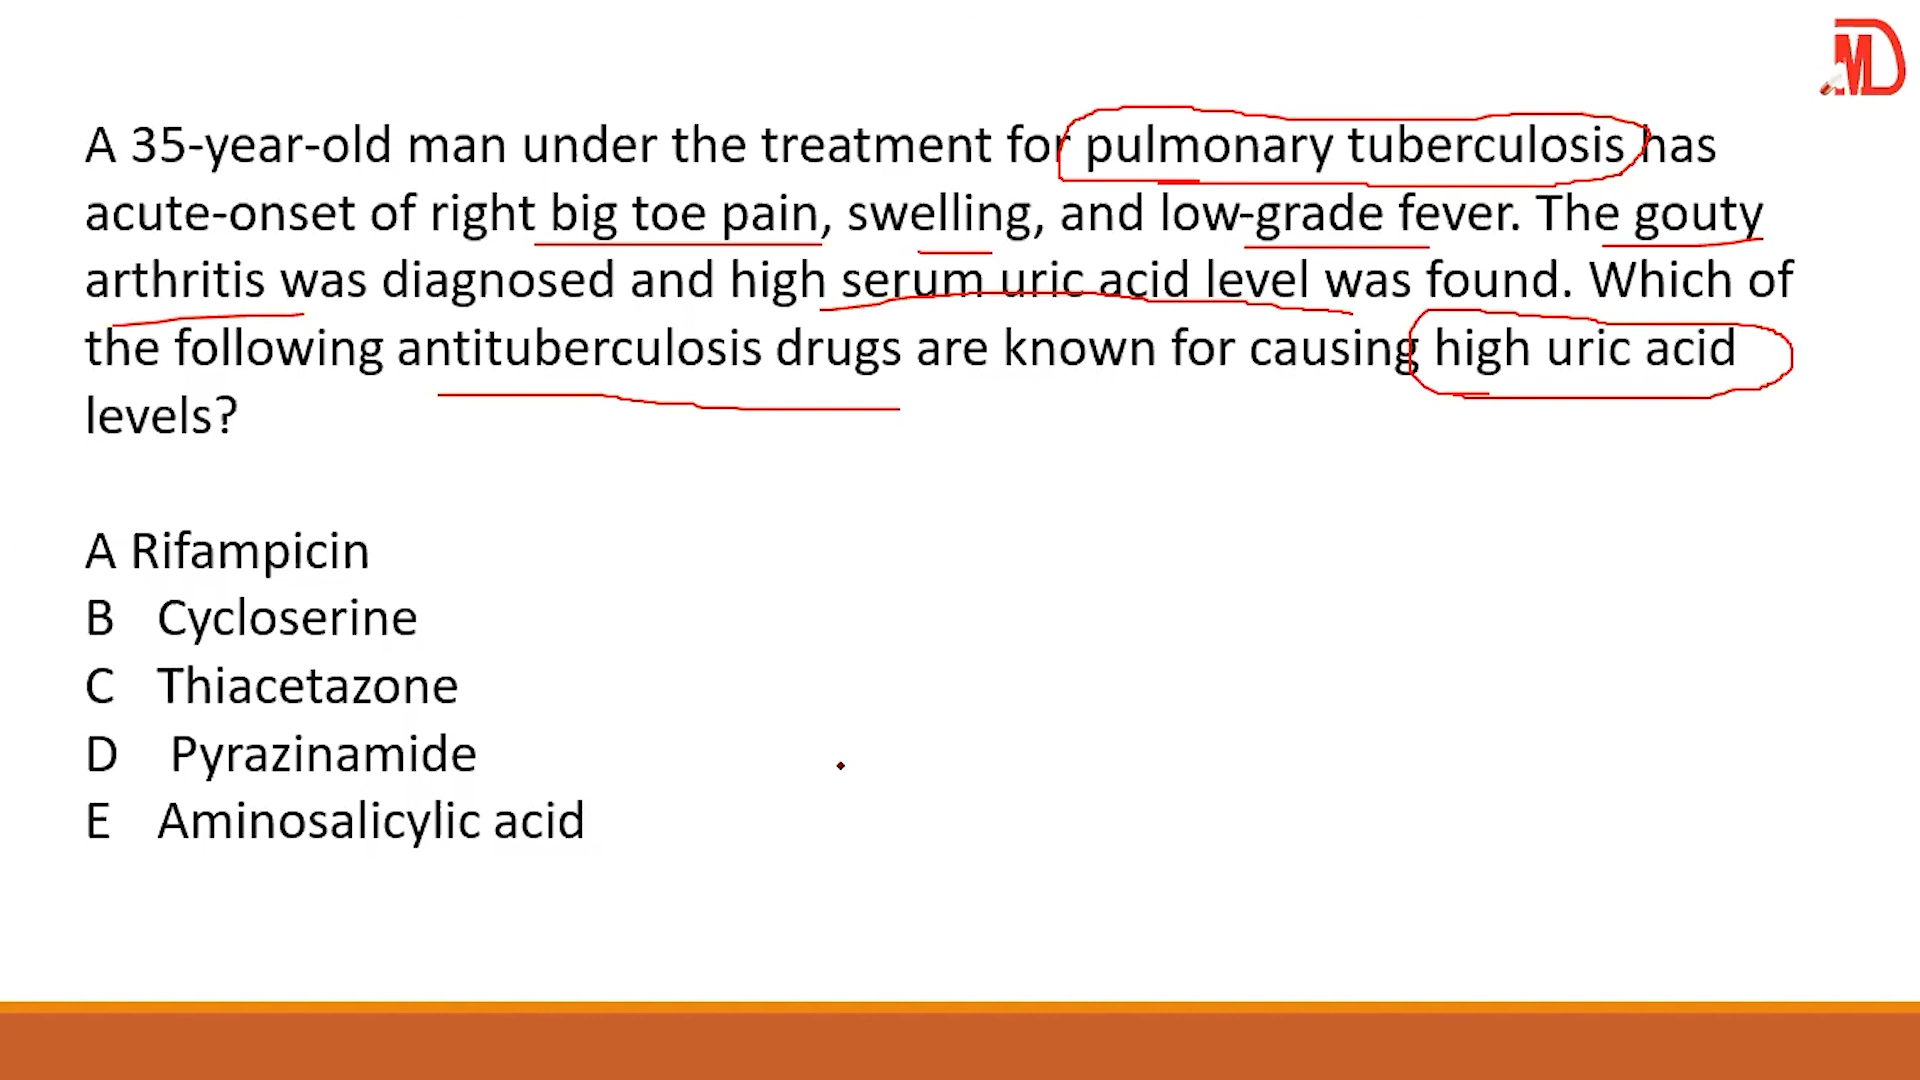 MD
A 35-year-old man under the treatment for pulmonary tuberculosis has
acute-onset of right big toe pain, swelling, and low-grade fever. The gouty
arthritis was diagnosed and high serum uric acid level was found. Which of
the following antituberculosis drugs are known for causing high uric acid
levels?
A Rifampicin
B Cycloserine
C Thiacetazone
D Pyrazinamide
E Aminosalicylic acid